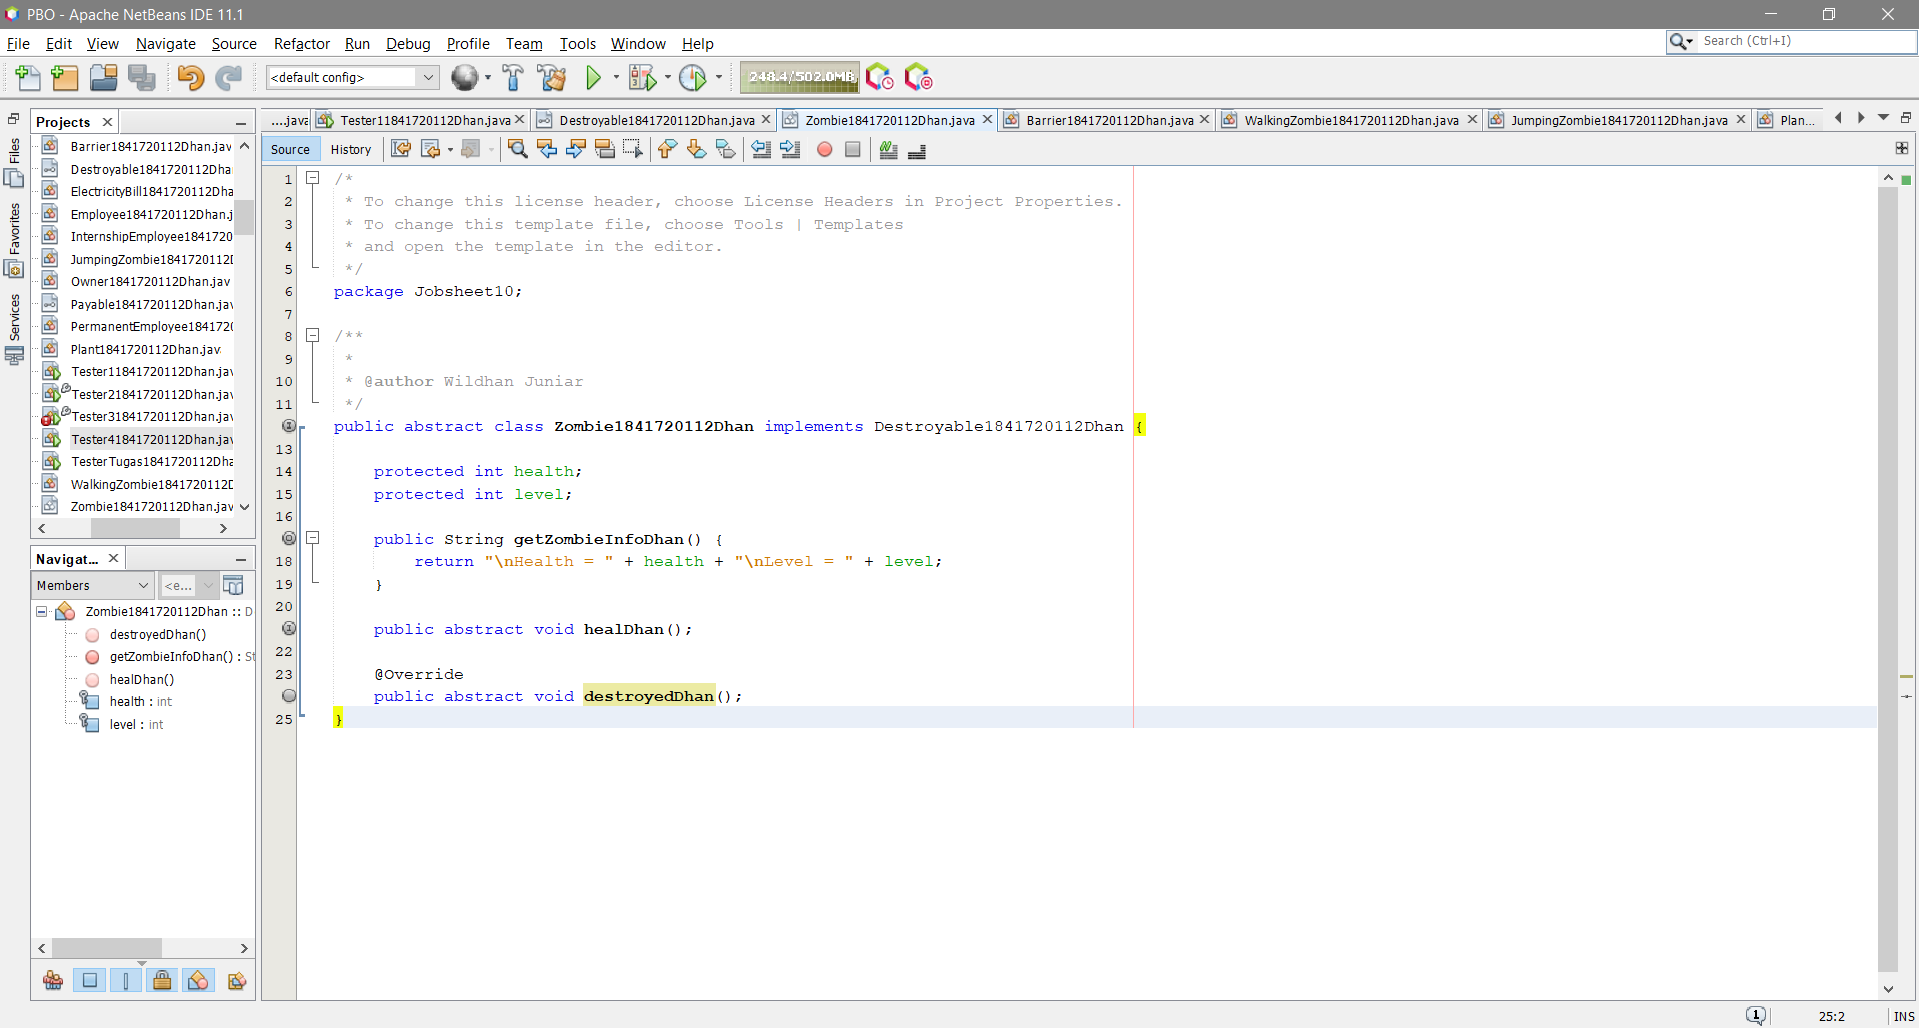 PBO - Apache NetBeans IDE 11.1
File Edit View Navigate Source Refactor Run Debug Profile Team Tools Window Help
Search (Ctrl+I)
<default config>
248.4/502.0MB
Projects
....java
Tester11841720112Dhan.java
Destroyable1841720112Dhan.java
Zombie1841720112Dhan.java
Barrier1841720112Dhan.java
WalkingZombie1841720112Dhan.java
JumpingZombie1841720112Dhan.java
Plan...
Files
Favorites
Services
Barrier1841720112Dhan.jav
Destroyable1841720112Dha
ElectricityBill1841720112Dha
Employee1841720112Dhan.j
InternshipEmployee1841720
JumpingZombie1841720112D
Owner1841720112Dhan.jav
Payable1841720112Dhan.jav
PermanentEmployee1841720
Plant1841720112Dhan.jav
Tester11841720112Dhan.jav
Tester21841720112Dhan.jav
Tester31841720112Dhan.jav
Tester41841720112Dhan.jav
TesterTugas1841720112Dha
WalkingZombie1841720112D
Zombie1841720112Dhan.jav
Navigat...
Members
<e...
Zombie1841720112Dhan :: D
destroyedDhan()
getZombieInfoDhan() : St
healDhan()
health : int
level : int
Source History
1 /*
2 * To change this license header, choose License Headers in Project Properties.
3 * To change this template file, choose Tools | Templates
4 * and open the template in the editor.
5 */
6 package Jobsheet10;
7
8 /**
9 *
10 * @author Wildhan Juniar
11 */
public abstract class Zombie1841720112Dhan implements Destroyable1841720112Dhan {
13
14 protected int health;
15 protected int level;
16
public String getZombieInfoDhan() {
18 return "\nHealth = " + health + "\nLevel = " + level;
19 }
20
public abstract void healDhan();
22
23 @Override
public abstract void destroyedDhan();
25 }
1
25:2
INS